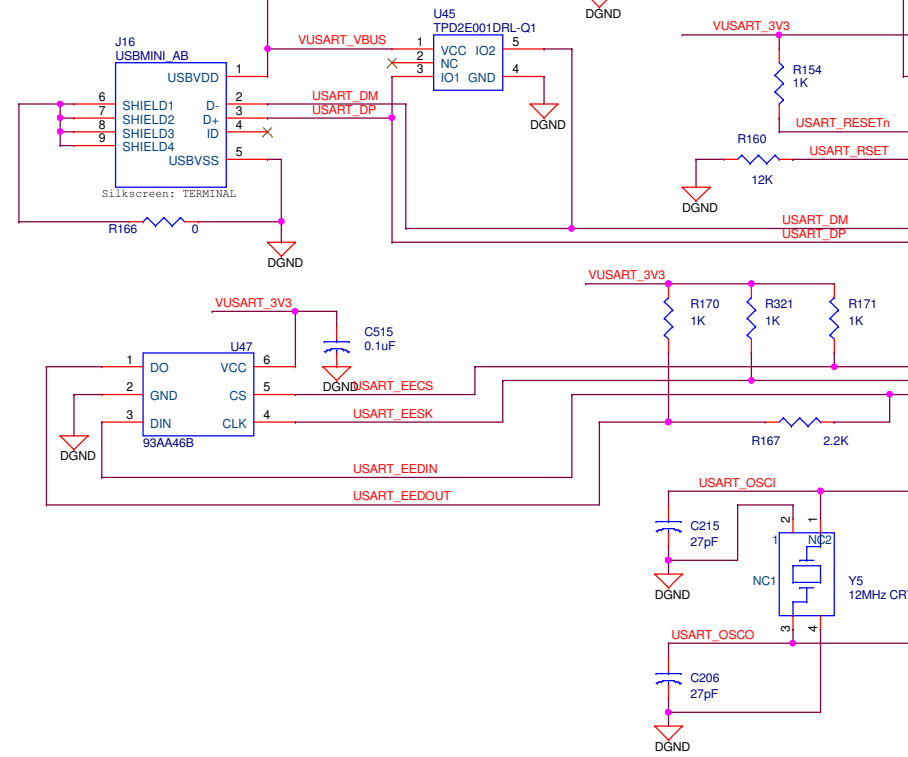 DGND
U45
TPD2E001DRL-Q1
VUSART_3V3
J16
USBMINI_AB
VUSART_VBUS
1 VCC IO2 5
2 NC
3 IO1 GND 4
USBVDD 1
R154
1K
6 SHIELD1 D- 2 USART_DM
7 SHIELD2 D+ 3 USART_DP
8 SHIELD3 ID 4
9 SHIELD4
USBVSS 5
DGND
USART_RESETn
R160
USART_RSET
12K
Silkscreen: TERMINAL
DGND
R166 0
USART_DM
USART_DP
DGND
VUSART_3V3
VUSART_3V3
R170
1K
R321
1K
R171
1K
C515
0.1uF
U47
1 DO VCC 6
DGND
2 GND CS 5 USART_EECS
3 DIN CLK 4 USART_EESK
93AA46B
DGND
R167 2.2K
USART_EEDIN
USART_EEDOUT
USART_OSCI
C215
27pF
2 1
1 NC2
DGND
NC1
Y5
12MHz CR
3 4
USART_OSCO
C206
27pF
DGND